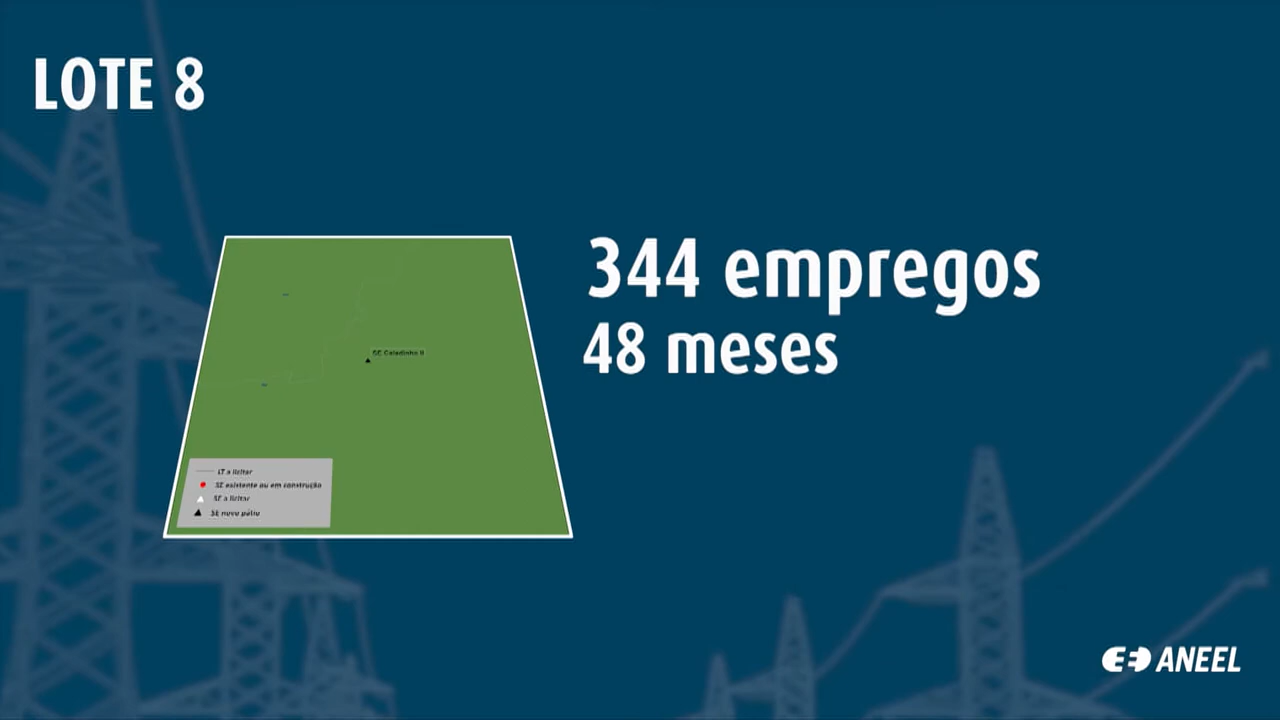 LOTE 8
344 empregos
48 meses
SE Caladinho II
LT a licitar
SE existente ou em construção
SE a licitar
SE novo pátio
ANEEL